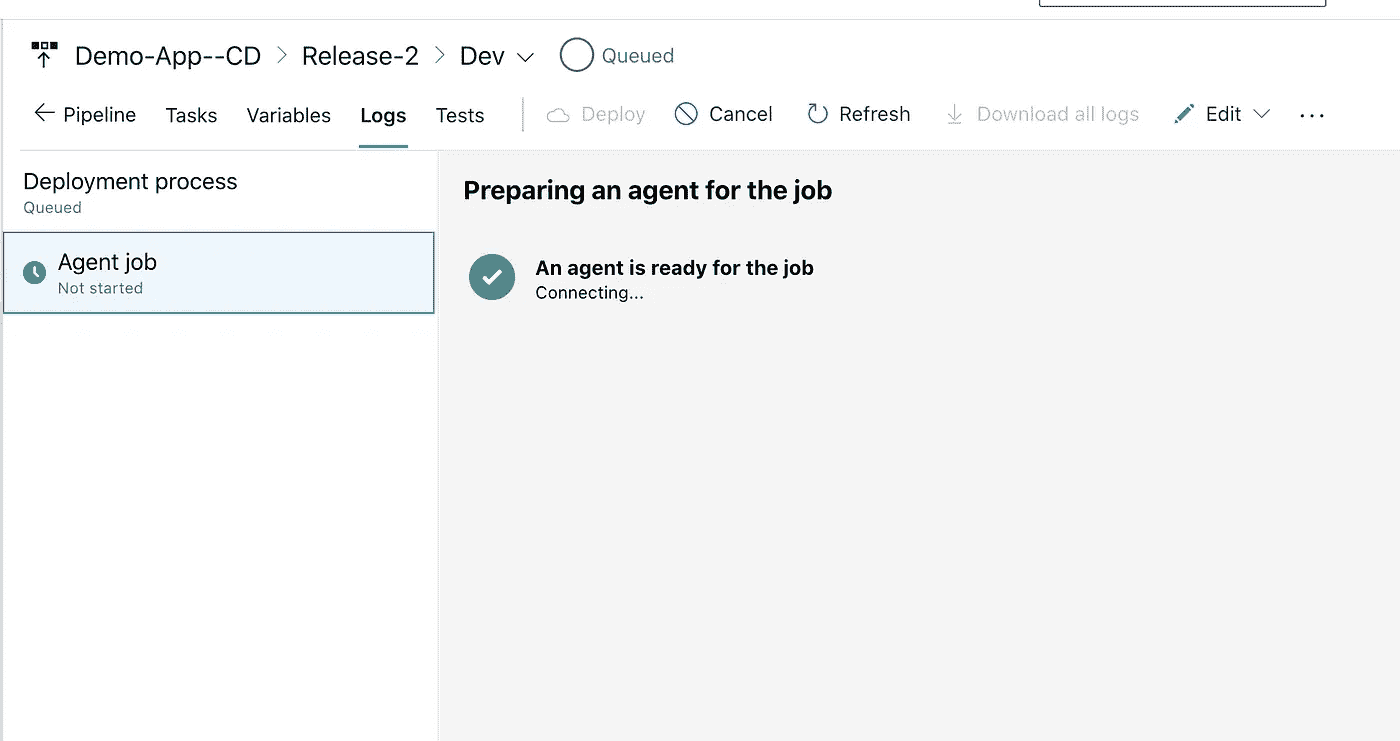 Demo-App--CD > Release-2 > Dev Queued
Pipeline Tasks Variables Logs Tests Deploy Cancel Refresh Download all logs Edit ...
Deployment process
Queued
Agent job
Not started
Preparing an agent for the job
An agent is ready for the job
Connecting...